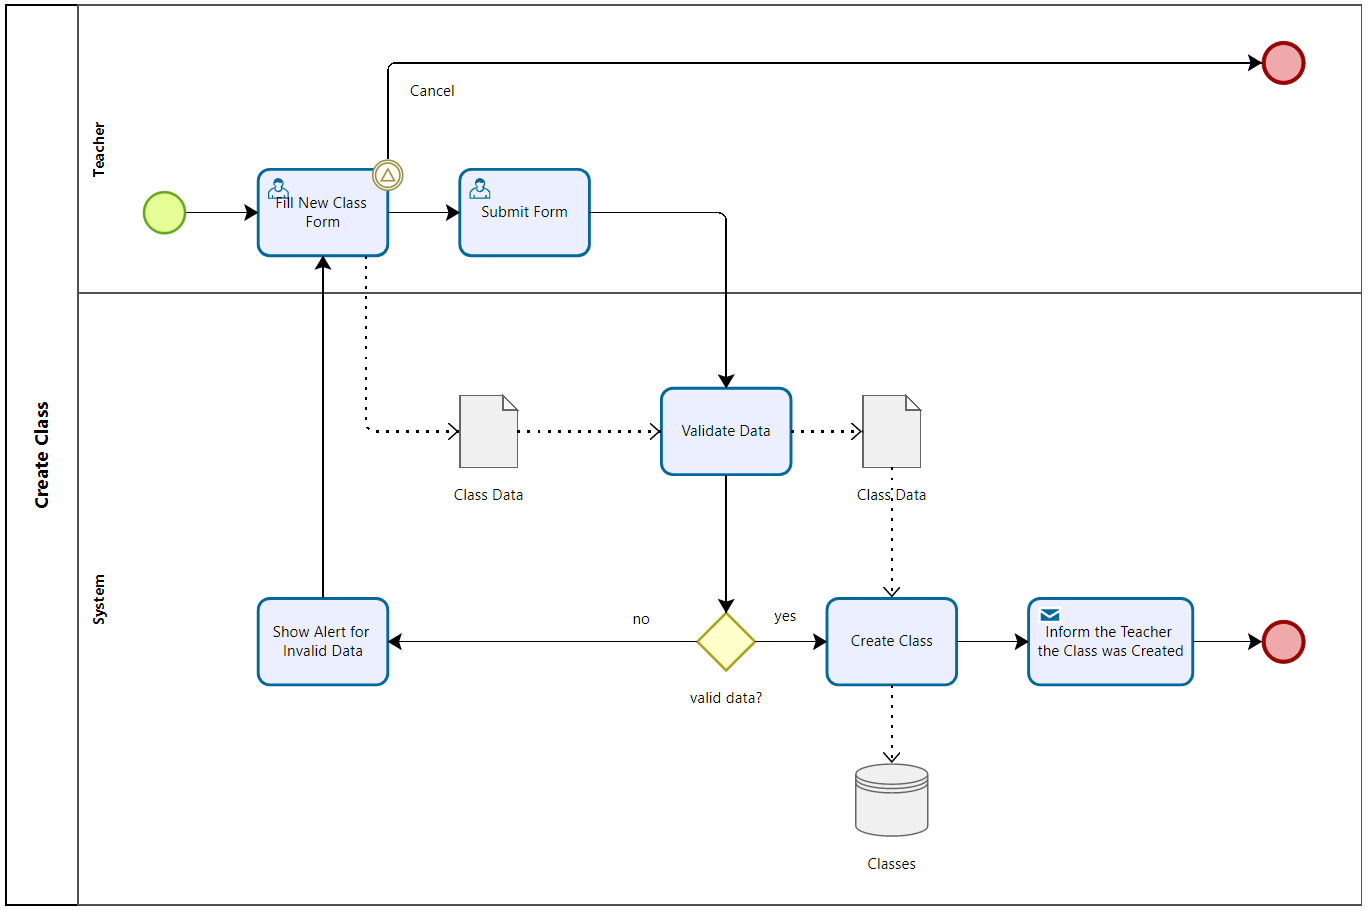 Create Class
Teacher
Cancel
Fill New Class
Form
Submit Form
System
Class Data
Validate Data
Class Data
Show Alert for
Invalid Data
no
valid data?
yes
Create Class
Inform the Teacher
the Class was Created
Classes